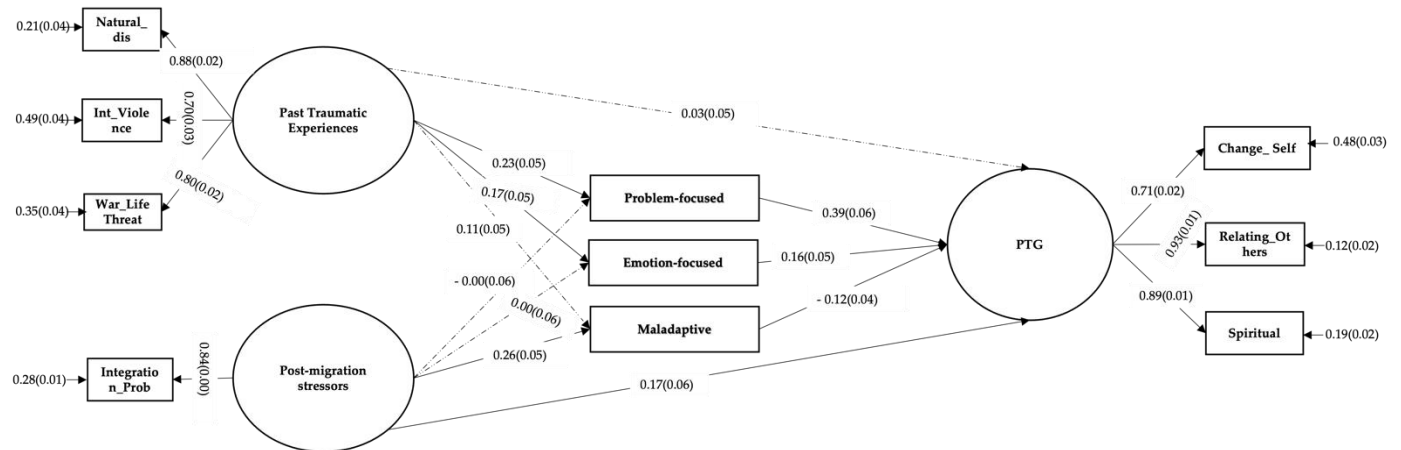 0.21(0.04)
Natural_
dis
0.88(0.02)
0.49(0.04)
Int_Viole
nce
0.70(0.03)
0.35(0.04)
War_Life
Threat
0.80(0.02)
Past Traumatic
Experiences
0.03(0.05)
0.23(0.05)
0.17(0.05)
0.11(0.05)
Problem-focused
0.39(0.06)
Emotion-focused
0.16(0.05)
Maladaptive
- 0.12(0.04)
- 0.00(0.06)
0.00(0.06)
0.26(0.05)
0.28(0.01)
Integratio
n_Prob
0.84(0.00)
Post-migration
stressors
0.17(0.06)
PTG
0.71(0.02)
Change_ Self
0.48(0.03)
0.93(0.01)
Relating_Ot
hers
0.12(0.02)
0.89(0.01)
Spiritual
0.19(0.02)